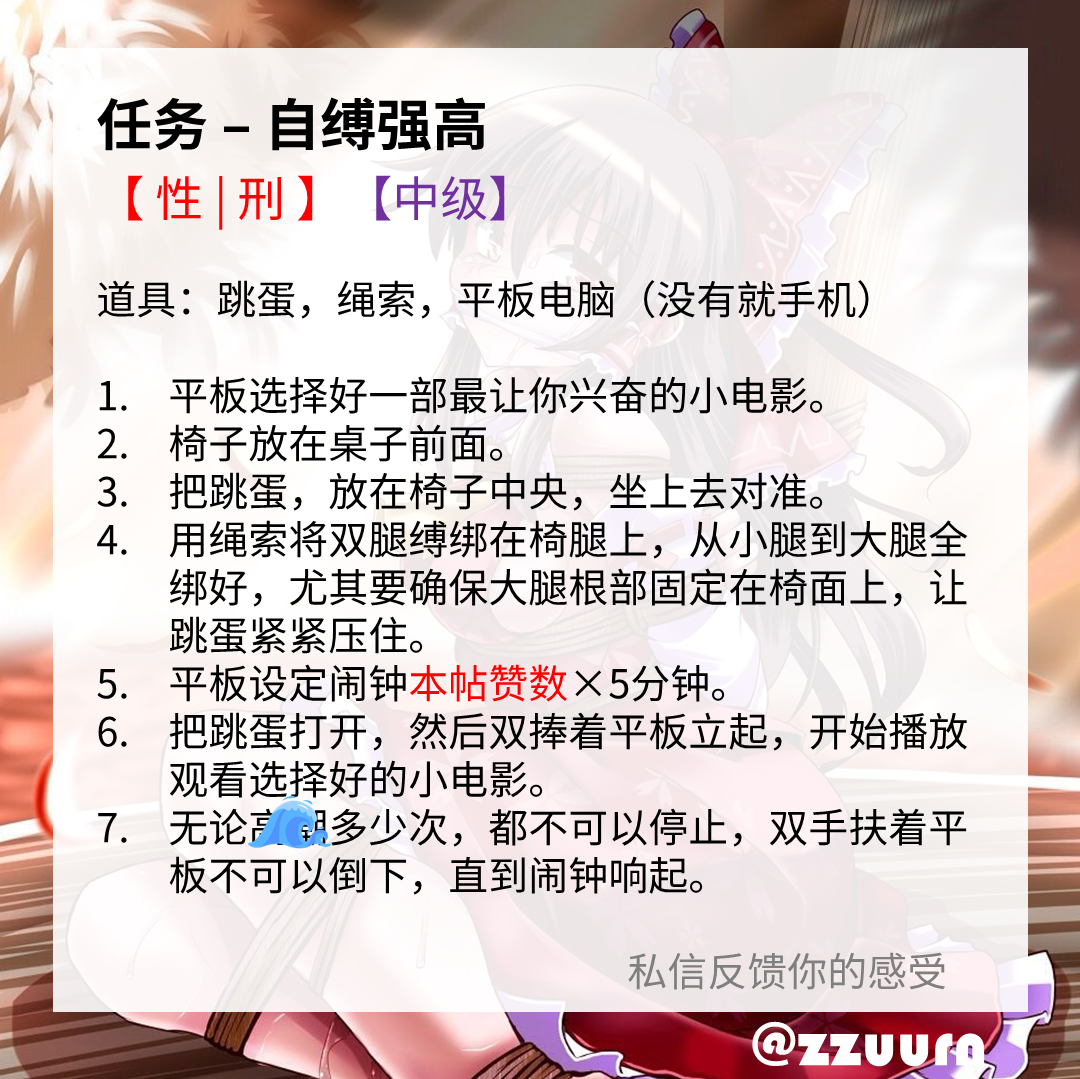 任务 – 自缚强高
【 性 | 刑 】 【中级】
道具：跳蛋，绳索，平板电脑（没有就手机）
1. 平板选择好一部最让你兴奋的小电影。
2. 椅子放在桌子前面。
3. 把跳蛋，放在椅子中央，坐上去对准。
4. 用绳索将双腿缚绑在椅腿上，从小腿到大腿全
绑好，尤其要确保大腿根部固定在椅面上，让
跳蛋紧紧压住。
5. 平板设定闹钟本帖赞数×5分钟。
6. 把跳蛋打开，然后双捧着平板立起，开始播放
观看选择好的小电影。
7. 无论高潮多少次，都不可以停止，双手扶着平
板不可以倒下，直到闹钟响起。
私信反馈你的感受
@zzuurn